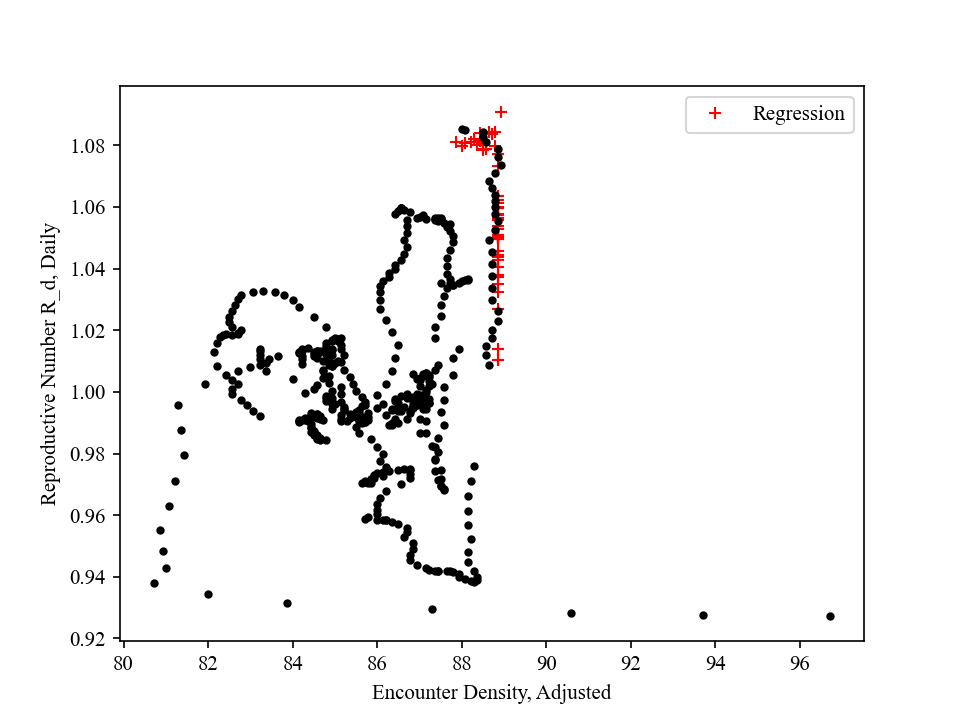 Regression
1.08
1.06
1.04
1.02
1.00
0.98
0.96
0.94
0.92
Reproductive Number R_d, Daily
80 82 84 86 88 90 92 94 96
Encounter Density, Adjusted